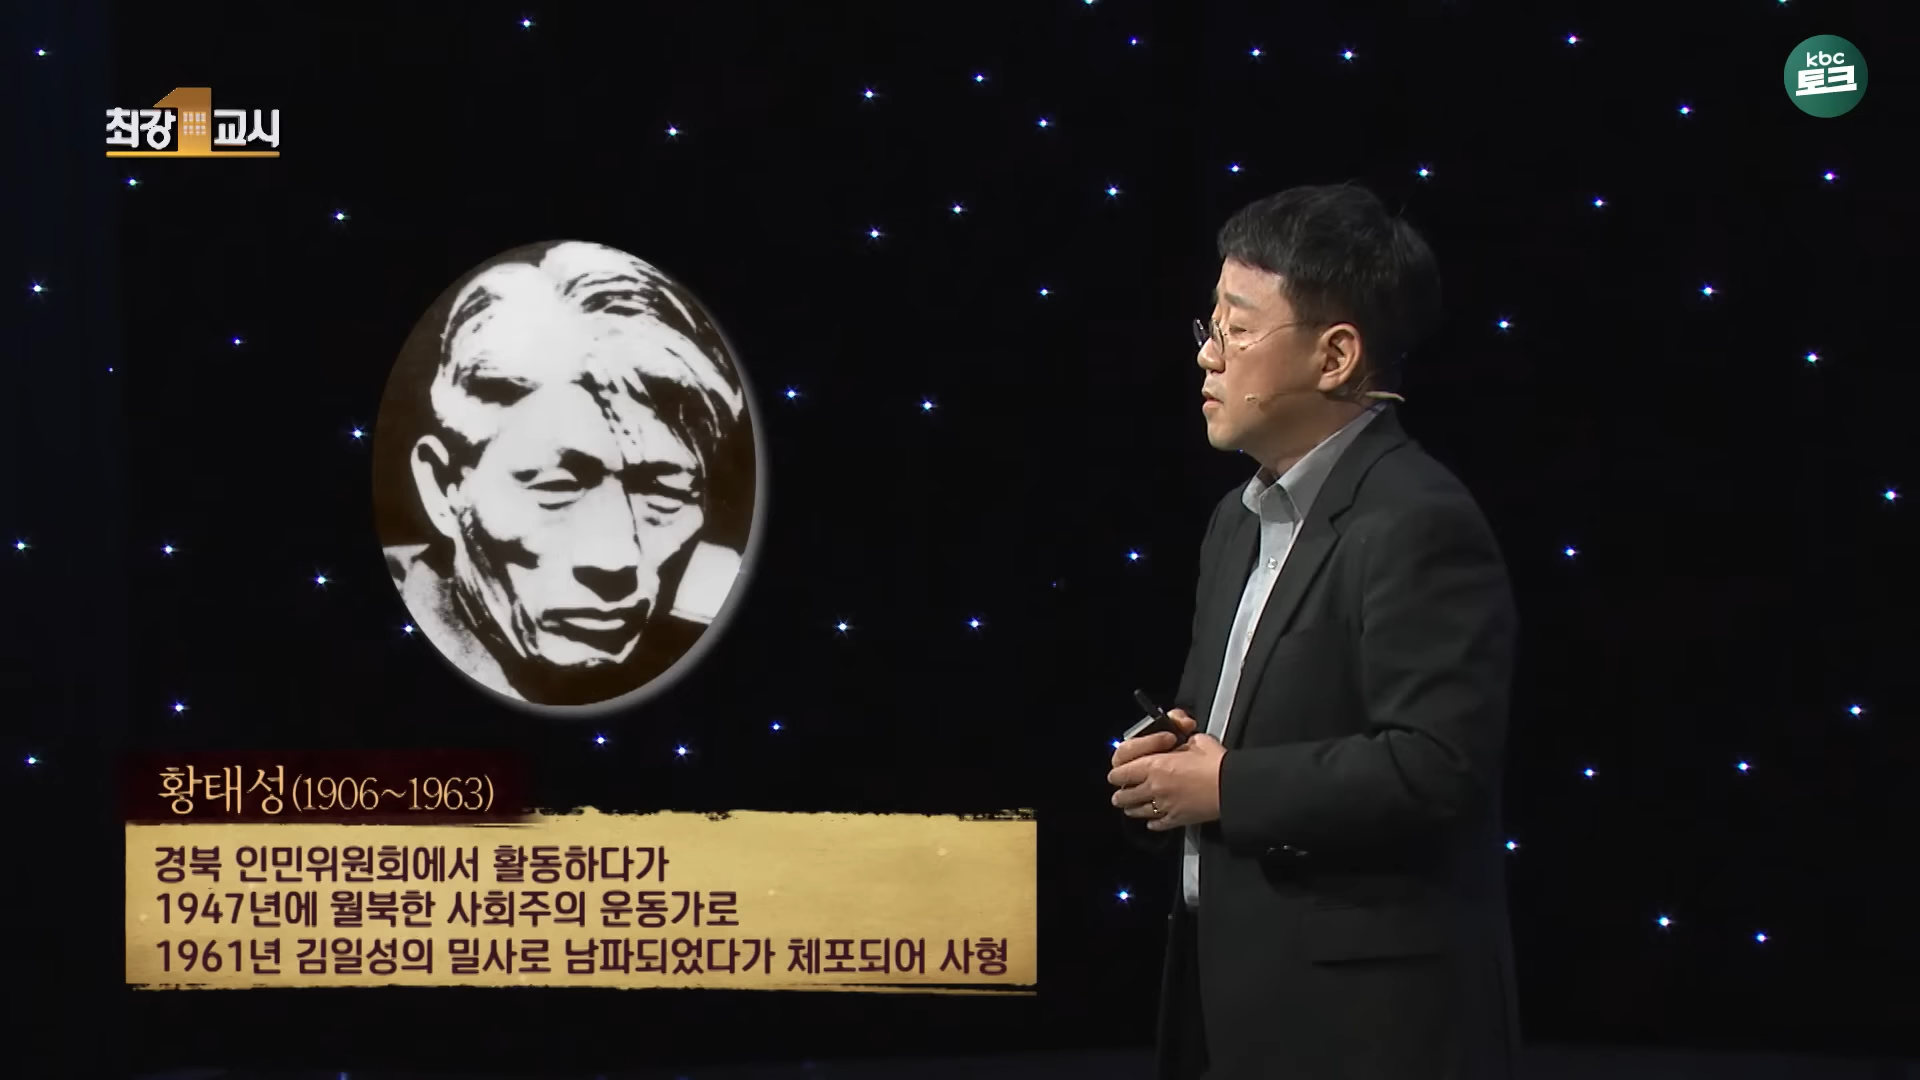 최강1교시
kbc
토크
황태성(1906~1963)
경북 인민위원회에서 활동하다가
1947년에 월북한 사회주의 운동가로
1961년 김일성의 밀사로 남파되었다가 체포되어 사형